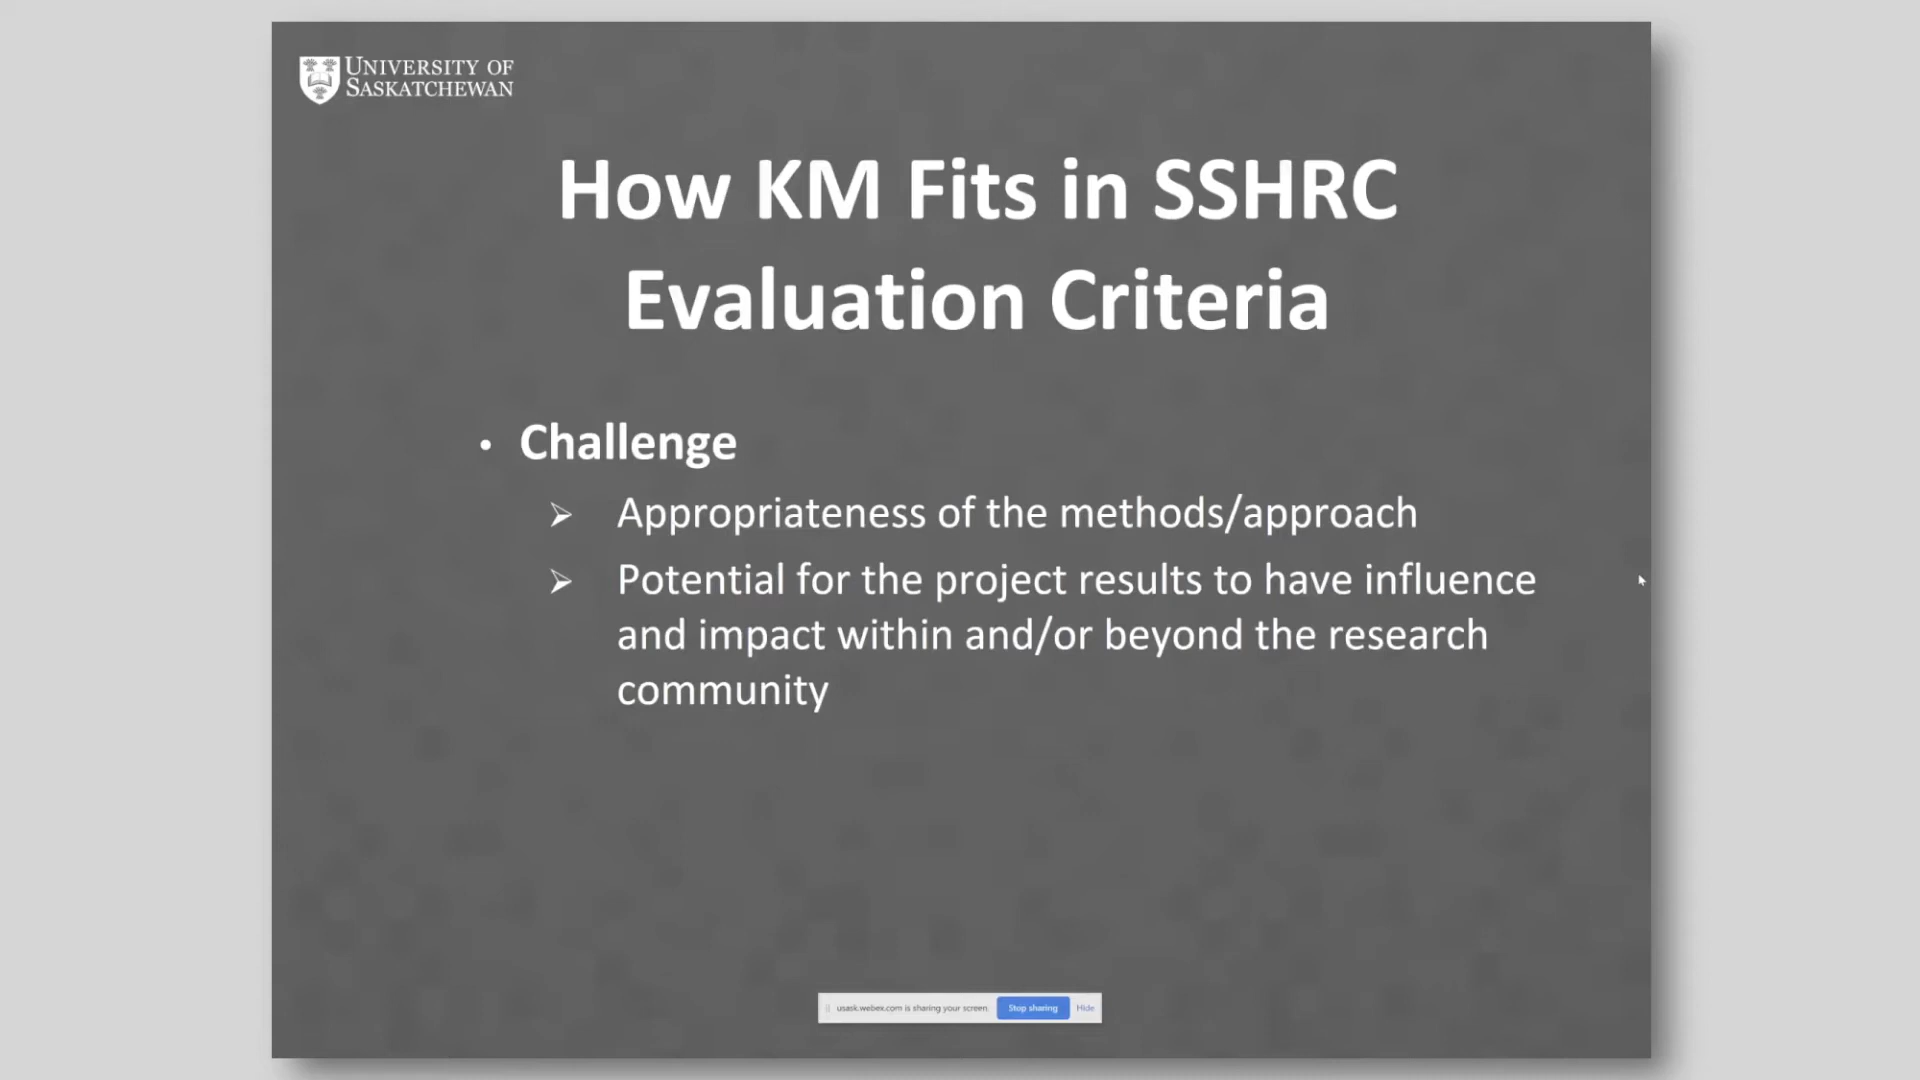 UNIVERSITY OF
SASKATCHEWAN
How KM Fits in SSHRC
Evaluation Criteria
• Challenge
➢ Appropriateness of the methods/approach
➢ Potential for the project results to have influence
and impact within and/or beyond the research
community
usask.webex.com is sharing your screen. Stop sharing Hide